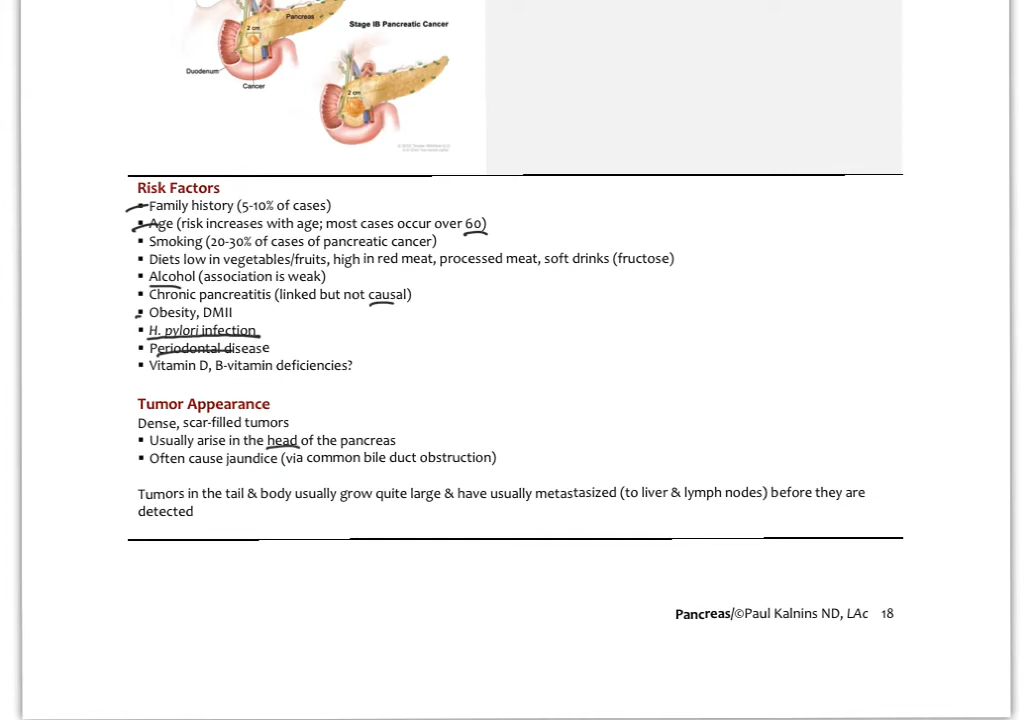 Pancreas
Stage IB Pancreatic Cancer
2 cm
Duodenum
Cancer
2 cm
Risk Factors
▪ Family history (5-10% of cases)
▪ Age (risk increases with age; most cases occur over 60)
▪ Smoking (20-30% of cases of pancreatic cancer)
▪ Diets low in vegetables/fruits, high in red meat, processed meat, soft drinks (fructose)
▪ Alcohol (association is weak)
▪ Chronic pancreatitis (linked but not causal)
▪ Obesity, DMII
▪ H. pylori infection
▪ Periodontal disease
▪ Vitamin D, B-vitamin deficiencies?
Tumor Appearance
Dense, scar-filled tumors
▪ Usually arise in the head of the pancreas
▪ Often cause jaundice (via common bile duct obstruction)
Tumors in the tail & body usually grow quite large & have usually metastasized (to liver & lymph nodes) before they are
detected
Pancreas/©Paul Kalnins ND, LAc 18